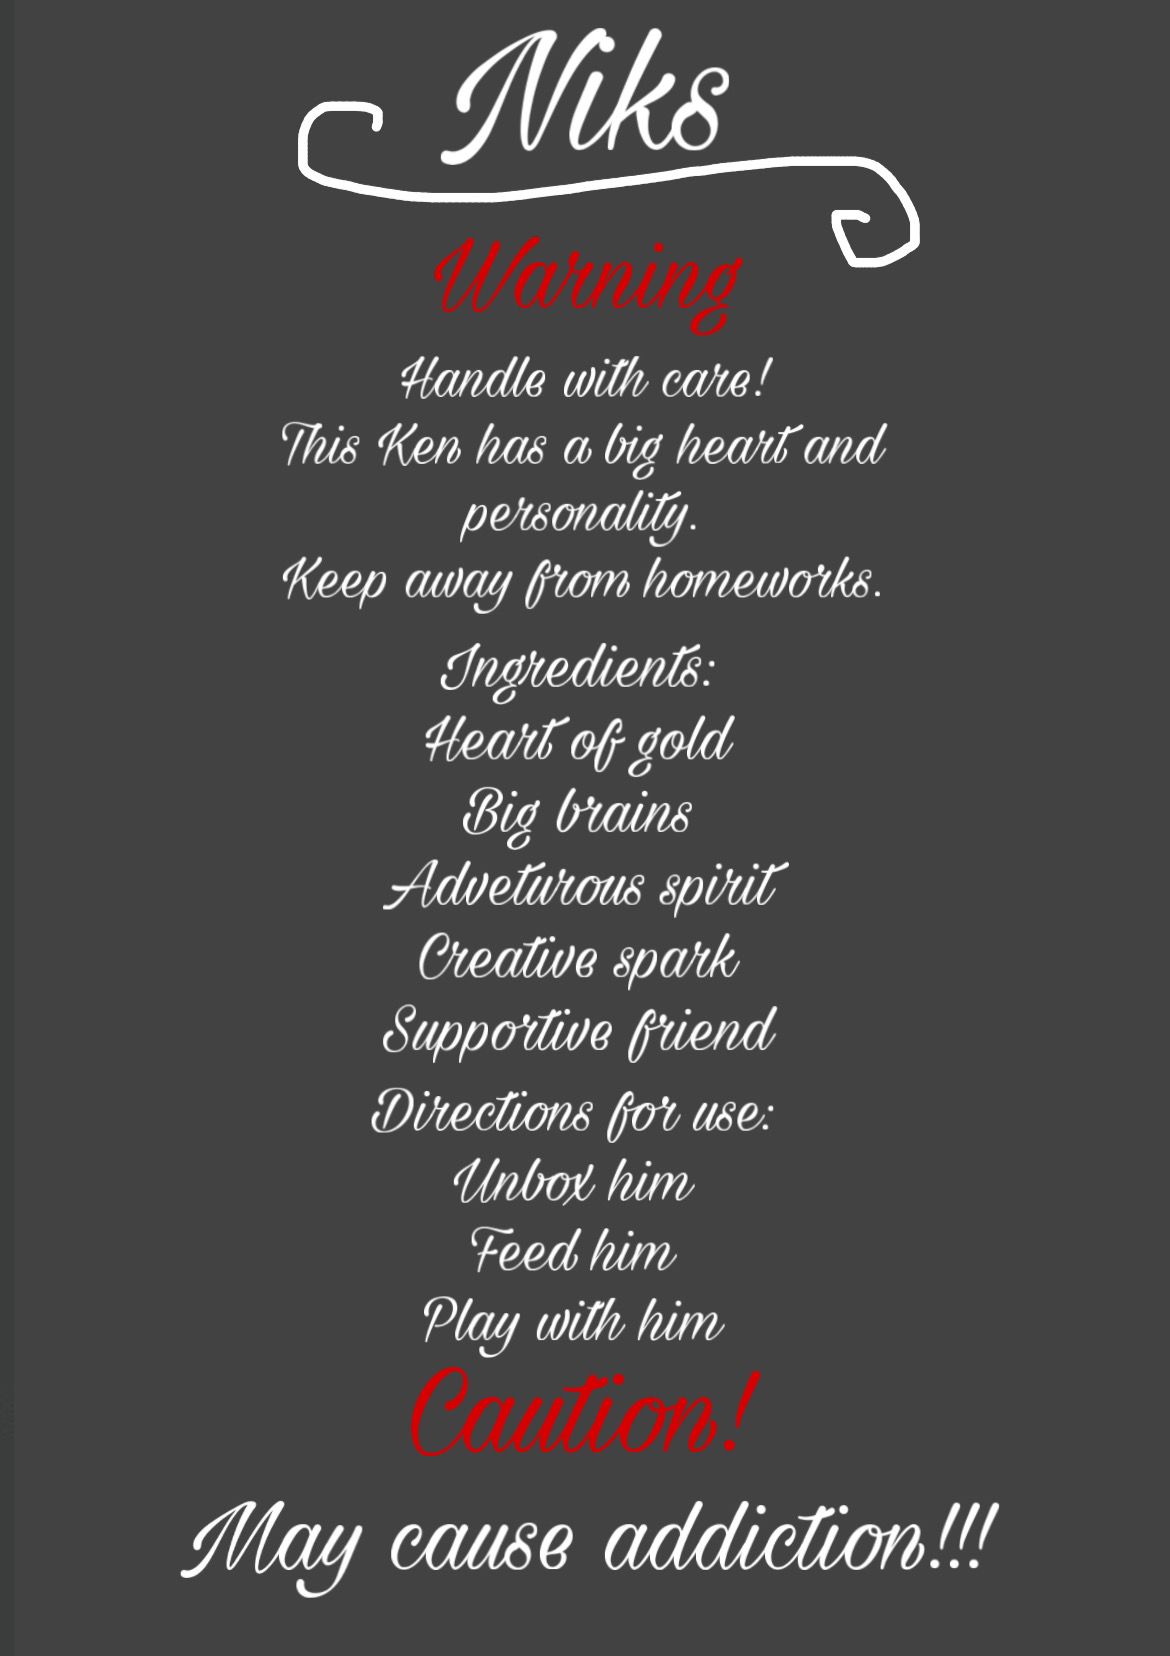 Niks
Warning
Handle with care!
This Ken has a big heart and
personality.
Keep away from homeworks.
Ingredients:
Heart of gold
Big brains
Adveturous spirit
Creative spark
Supportive friend
Directions for use:
Unbox him
Feed him
Play with him
Caution!
May cause addiction!!!